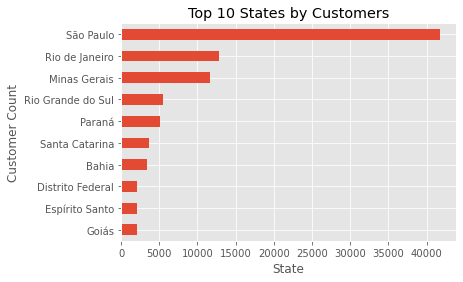 Top 10 States by Customers
Customer Count
São Paulo
Rio de Janeiro
Minas Gerais
Rio Grande do Sul
Paraná
Santa Catarina
Bahia
Distrito Federal
Espírito Santo
Goiás
0 5000 10000 15000 20000 25000 30000 35000 40000
State